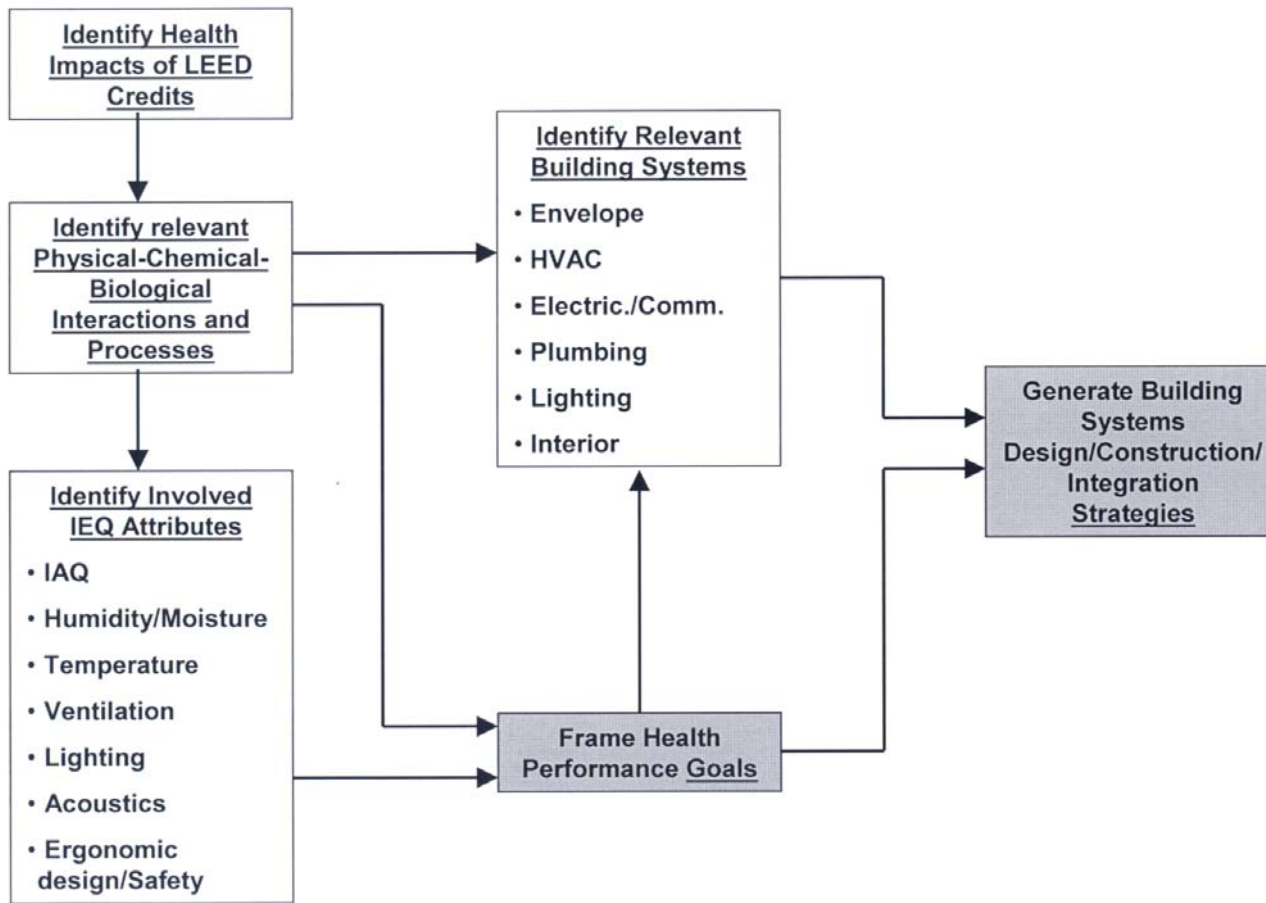 Identify Health
Impacts of LEED
Credits
Identify relevant
Physical-Chemical-
Biological
Interactions and
Processes
Identify Involved
IEQ Attributes
• IAQ
• Humidity/Moisture
• Temperature
• Ventilation
• Lighting
• Acoustics
• Ergonomic
design/Safety
Identify Relevant
Building Systems
• Envelope
• HVAC
• Electric./Comm.
• Plumbing
• Lighting
• Interior
Frame Health
Performance Goals
Generate Building
Systems
Design/Construction/
Integration
Strategies